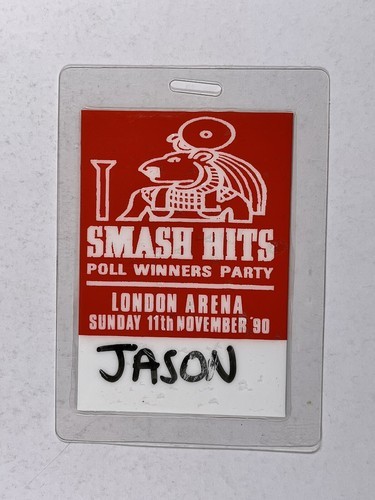 SMASH HITS
POLL WINNERS PARTY
LONDON ARENA
SUNDAY 11th NOVEMBER '90
JASON